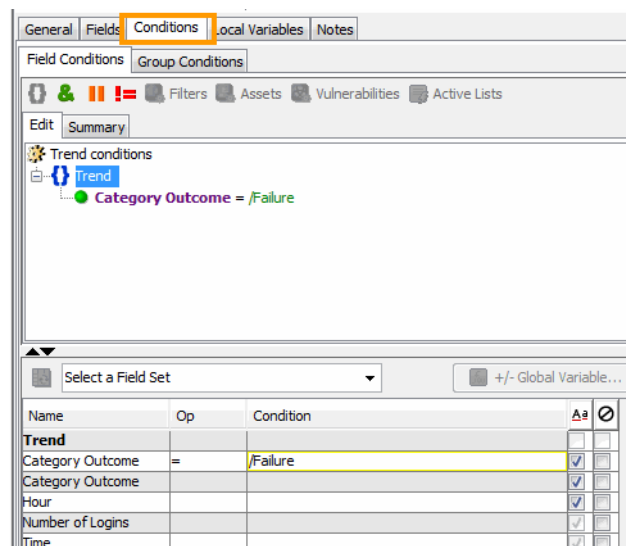 General Fields Conditions Local Variables Notes
Field Conditions Group Conditions
{} & != Filters Assets Vulnerabilities Active Lists
Edit Summary
Trend conditions
{} Trend
Category Outcome = /Failure
Select a Field Set +/- Global Variable...
Name Op Condition Aa
Trend
Category Outcome = /Failure
Category Outcome
Hour
Number of Logins
Time